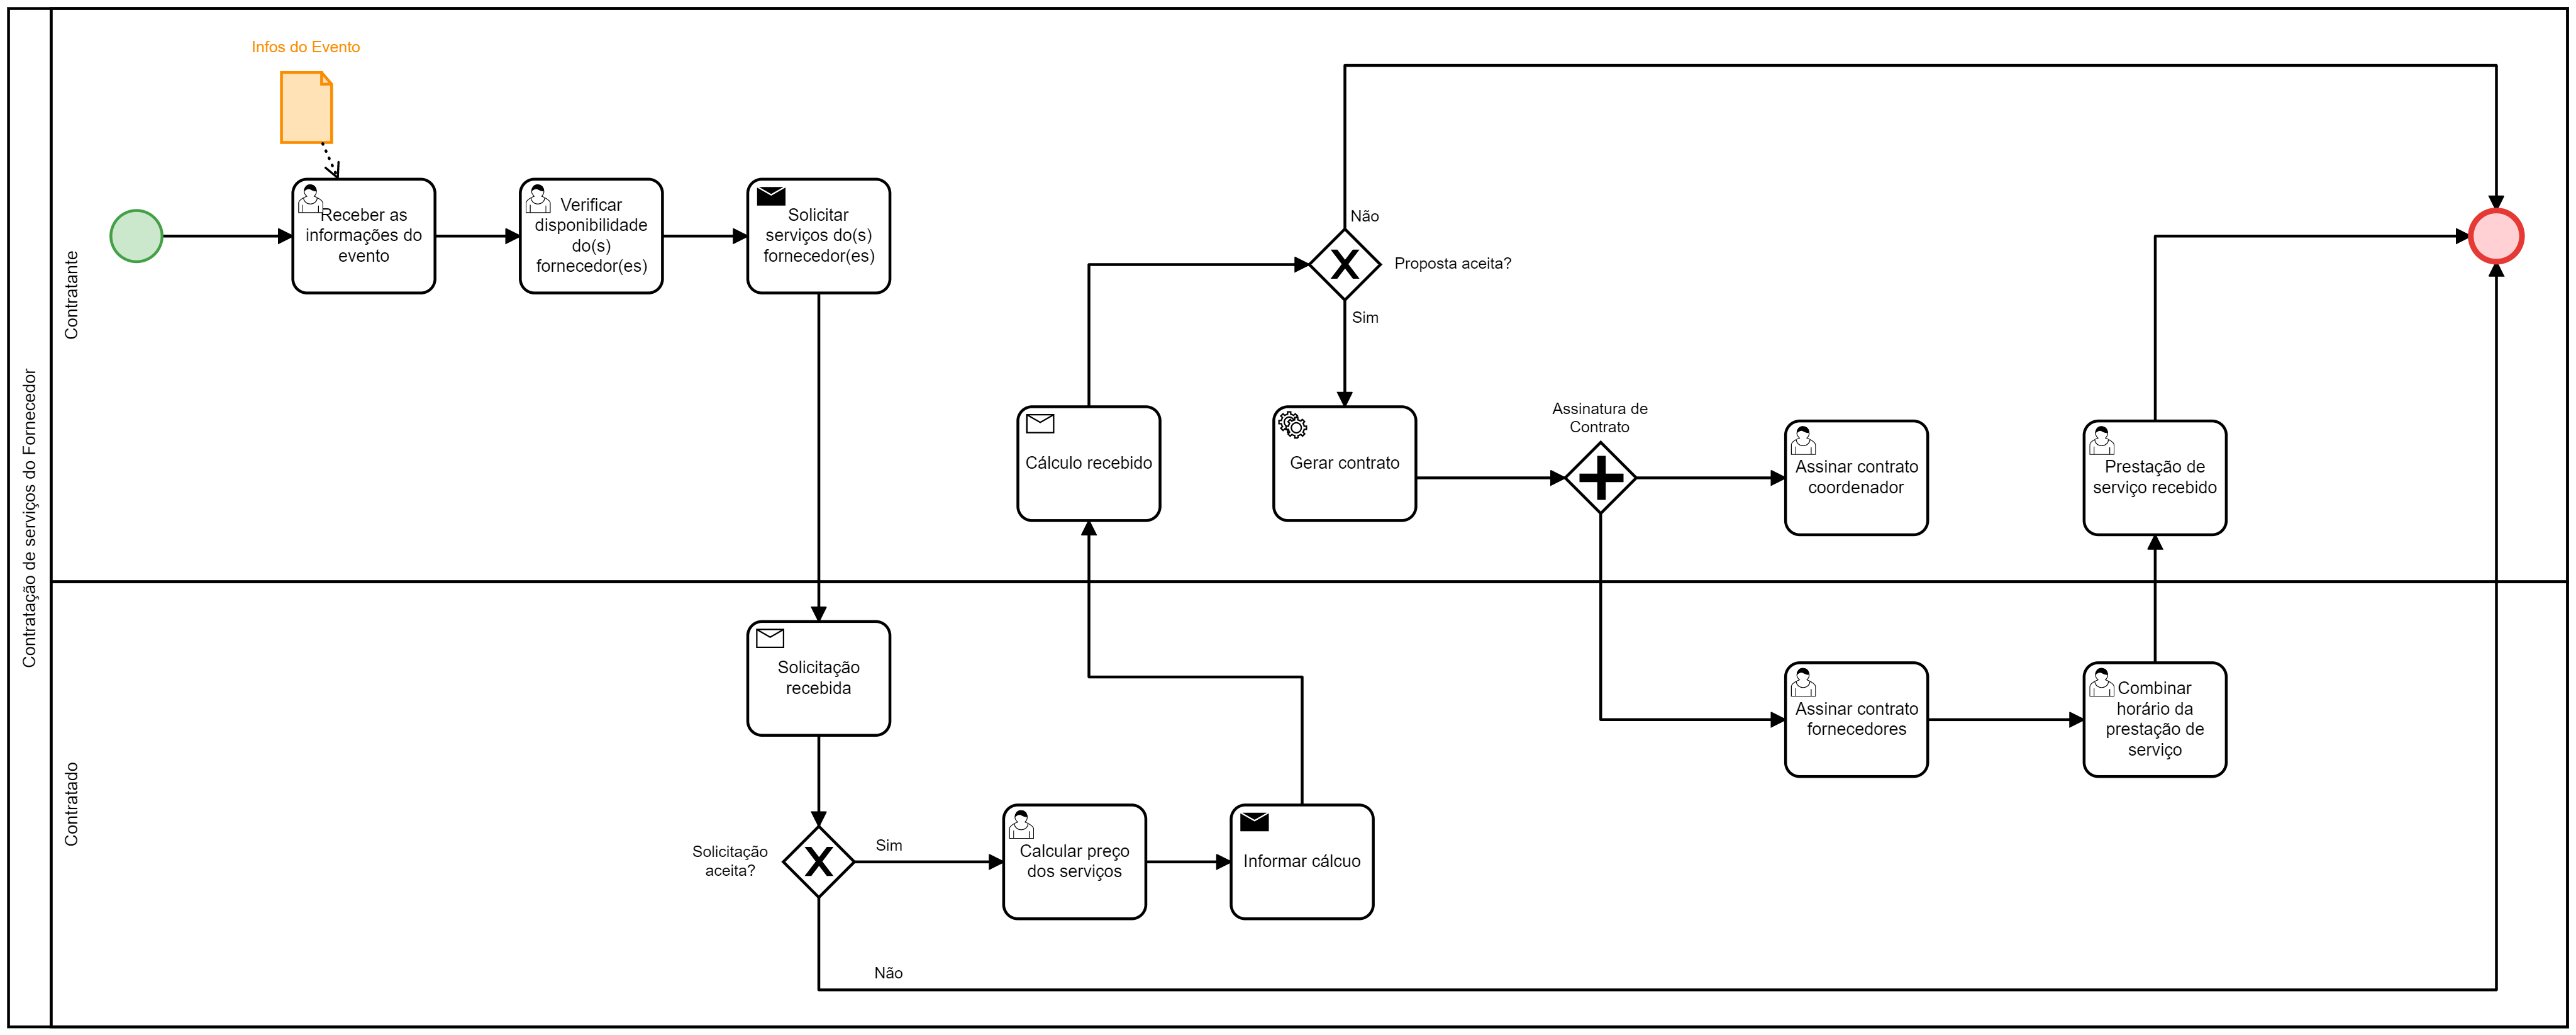 Contratação de serviços do Fornecedor
Contratante
Infos do Evento
Receber as
informações do
evento
Verificar
disponibilidade
do(s)
fornecedor(es)
Solicitar
serviços do(s)
fornecedor(es)
Não
Proposta aceita?
Sim
Cálculo recebido
Gerar contrato
Assinatura de
Contrato
Assinar contrato
coordenador
Prestação de
serviço recebido
Contratado
Solicitação
recebida
Solicitação
aceita?
Sim
Calcular preço
dos serviços
Informar cálcuo
Não
Assinar contrato
fornecedores
Combinar
horário da
prestação de
serviço